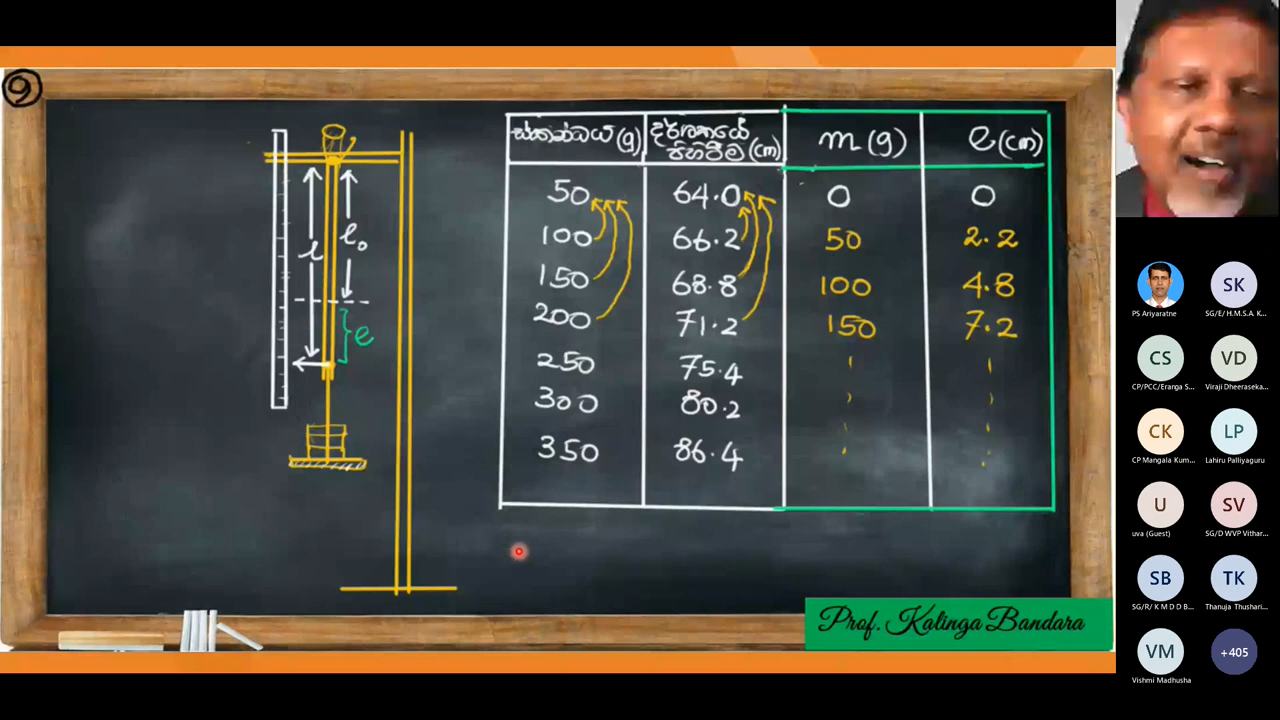 9
ස්කන්ධය (g) දර්ශකයේ පිහිටීම (cm) m (g) e (cm)
50 64.0 0 0
100 66.2 50 2.2
150 68.8 100 4.8
200 71.2 150 7.2
250 75.4
300 80.2
350 86.4
l l₀
e
Prof. Kalinga Bandara
PS Ariyaratne
SK
SG/E/ H.M.S.A. K...
CS
CP/PCC/Eranga S...
VD
Viraji Dheeraseka...
CK
CP Mangala Kum...
LP
Lahiru Palliyaguru
U
uva (Guest)
SV
SG/D WVP Vithar...
SB
SG/R/ K M D D B...
TK
Thanuja Thushari...
VM
Vishmi Madhusha
+405